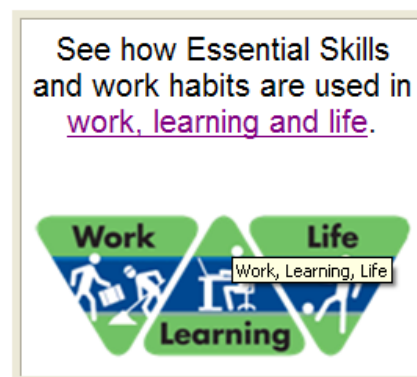 See how Essential Skills
and work habits are used in
work, learning and life.
Work
Life
Work, Learning, Life
Learning